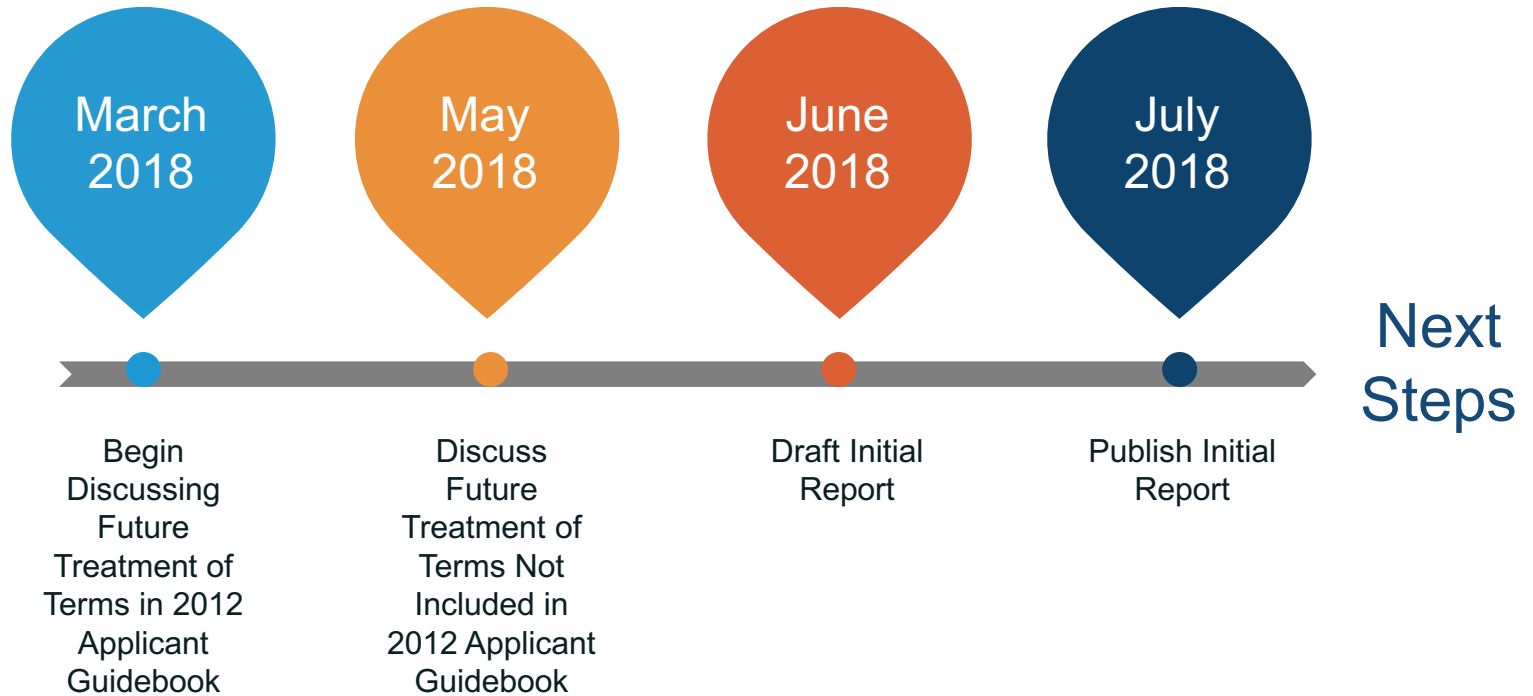 March
2018
May
2018
June
2018
July
2018
Next
Steps
Begin
Discussing
Future
Treatment of
Terms in 2012
Applicant
Guidebook
Discuss
Future
Treatment of
Terms Not
Included in
2012 Applicant
Guidebook
Draft Initial
Report
Publish Initial
Report